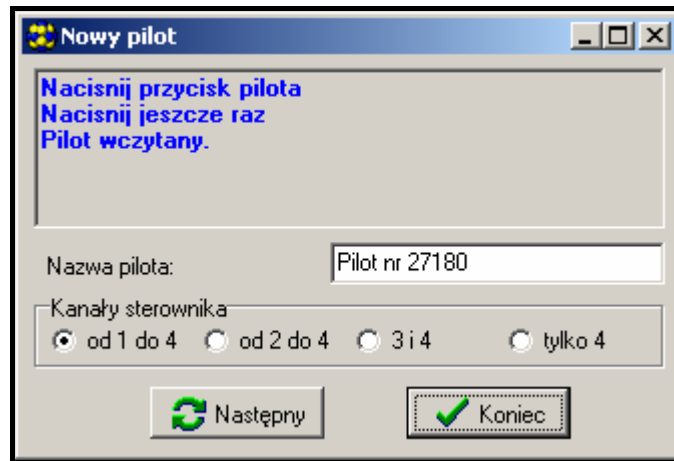 Nowy pilot
Nacisnij przycisk pilota
Nacisnij jeszcze raz
Pilot wczytany.
Nazwa pilota: Pilot nr 27180
Kanały sterownika
od 1 do 4 od 2 do 4 3 i 4 tylko 4
Następny Koniec